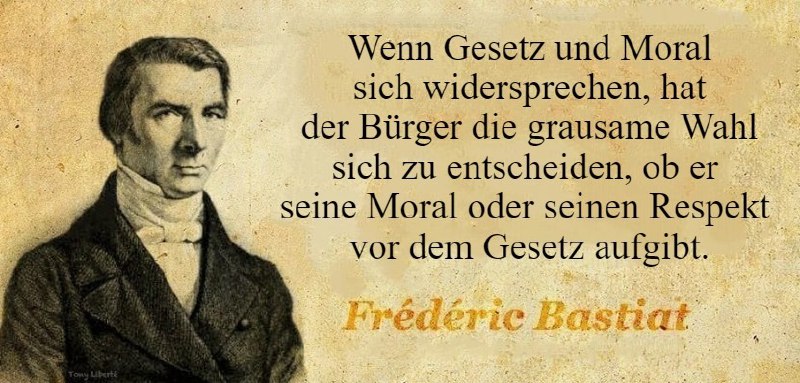 Wenn Gesetz und Moral
sich widersprechen, hat
der Bürger die grausame Wahl
sich zu entscheiden, ob er
seine Moral oder seinen Respekt
vor dem Gesetz aufgibt.
Frédéric Bastiat
Tony Liberté